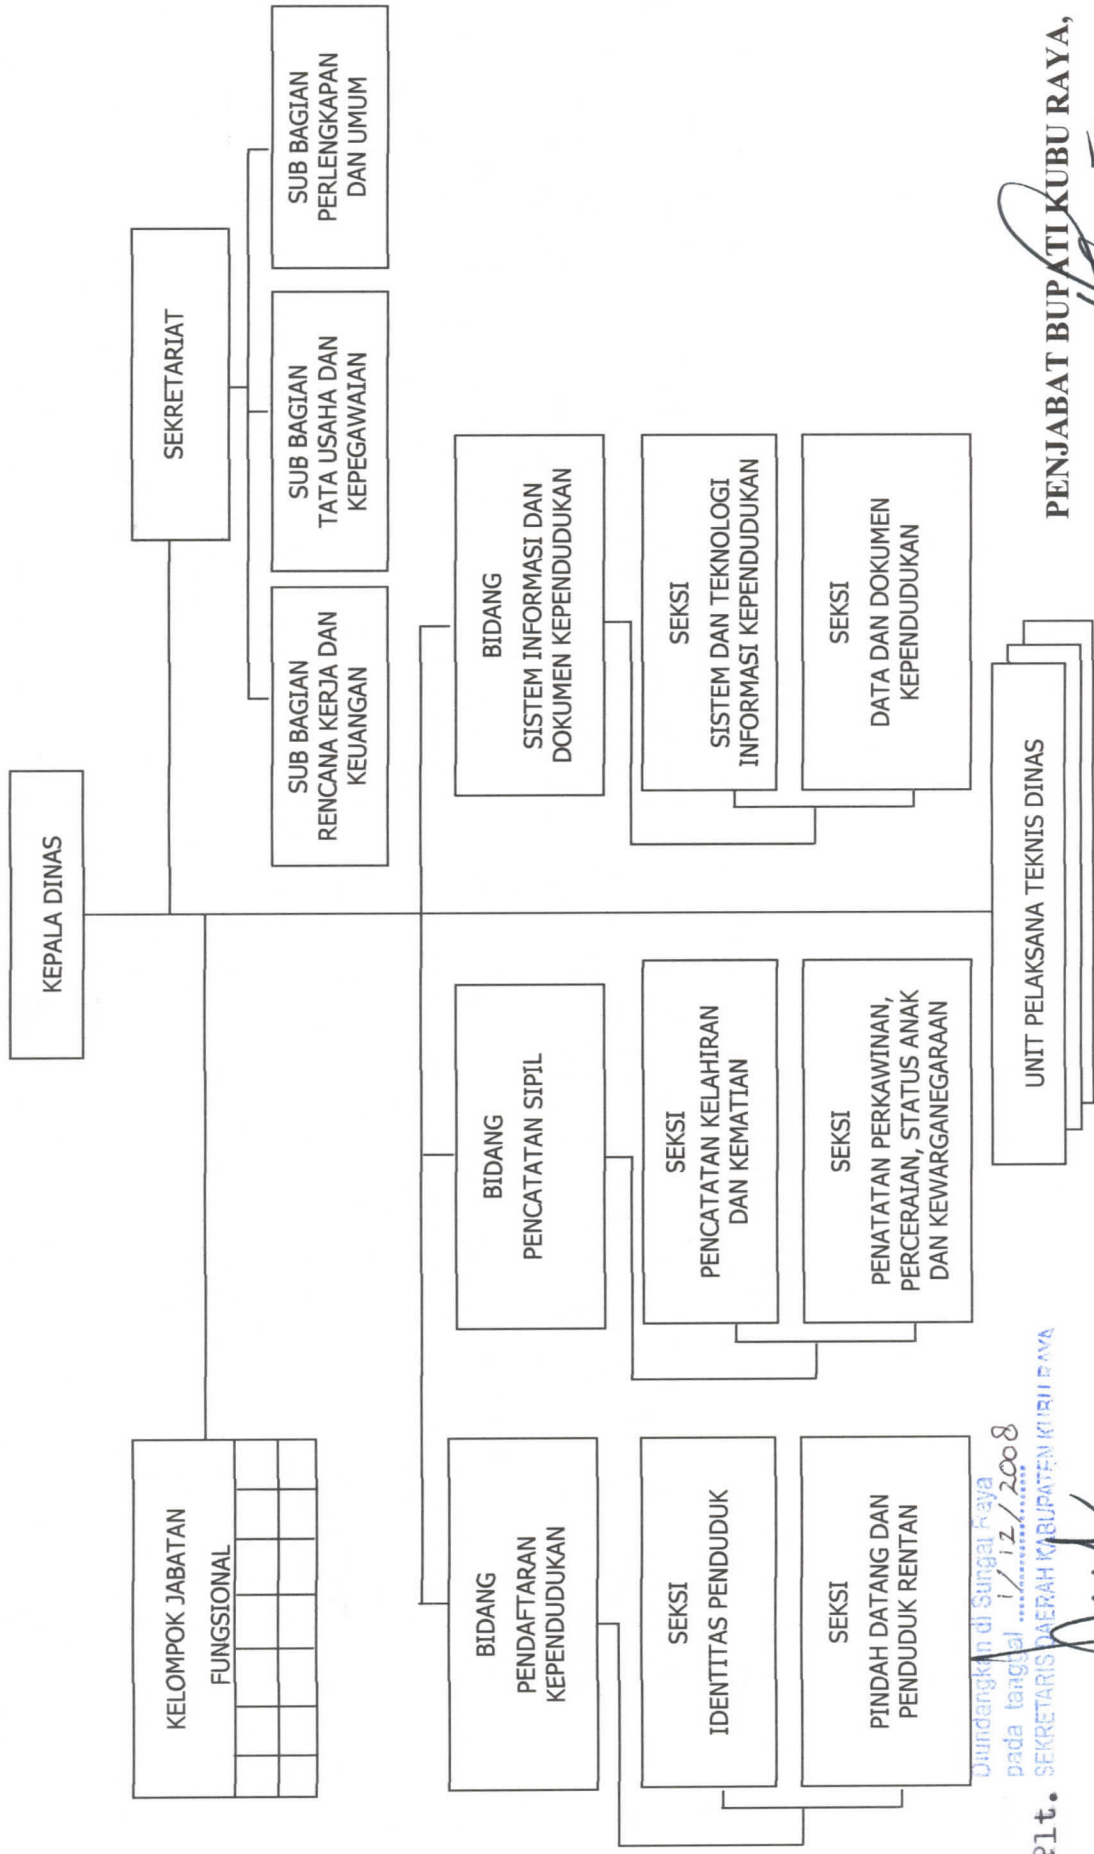 KEPALA DINAS
KELOMPOK JABATAN
FUNGSIONAL
SEKRETARIAT
SUB BAGIAN
RENCANA KERJA DAN
KEUANGAN
SUB BAGIAN
TATA USAHA DAN
KEPEGAWAIAN
SUB BAGIAN
PERLENGKAPAN
DAN UMUM
BIDANG
PENDAFTARAN
KEPENDUDUKAN
BIDANG
PENCATATAN SIPIL
BIDANG
SISTEM INFORMASI DAN
DOKUMEN KEPENDUDUKAN
SEKSI
IDENTITAS PENDUDUK
SEKSI
PENCATATAN KELAHIRAN
DAN KEMATIAN
SEKSI
SISTEM DAN TEKNOLOGI
INFORMASI KEPENDUDUKAN
SEKSI
PINDAH DATANG DAN
PENDUDUK RENTAN
SEKSI
PENATATAN PERKAWINAN,
PERCERAIAN, STATUS ANAK
DAN KEWARGANEGARAAN
SEKSI
DATA DAN DOKUMEN
KEPENDUDUKAN
UNIT PELAKSANA TEKNIS DINAS
Diundangkan di Sungai Raya
pada tanggal 1/12/2008
Plt. SEKRETARIS DAERAH KABUPATEN KUBU RAYA
PENJABAT BUPATI KUBU RAYA,